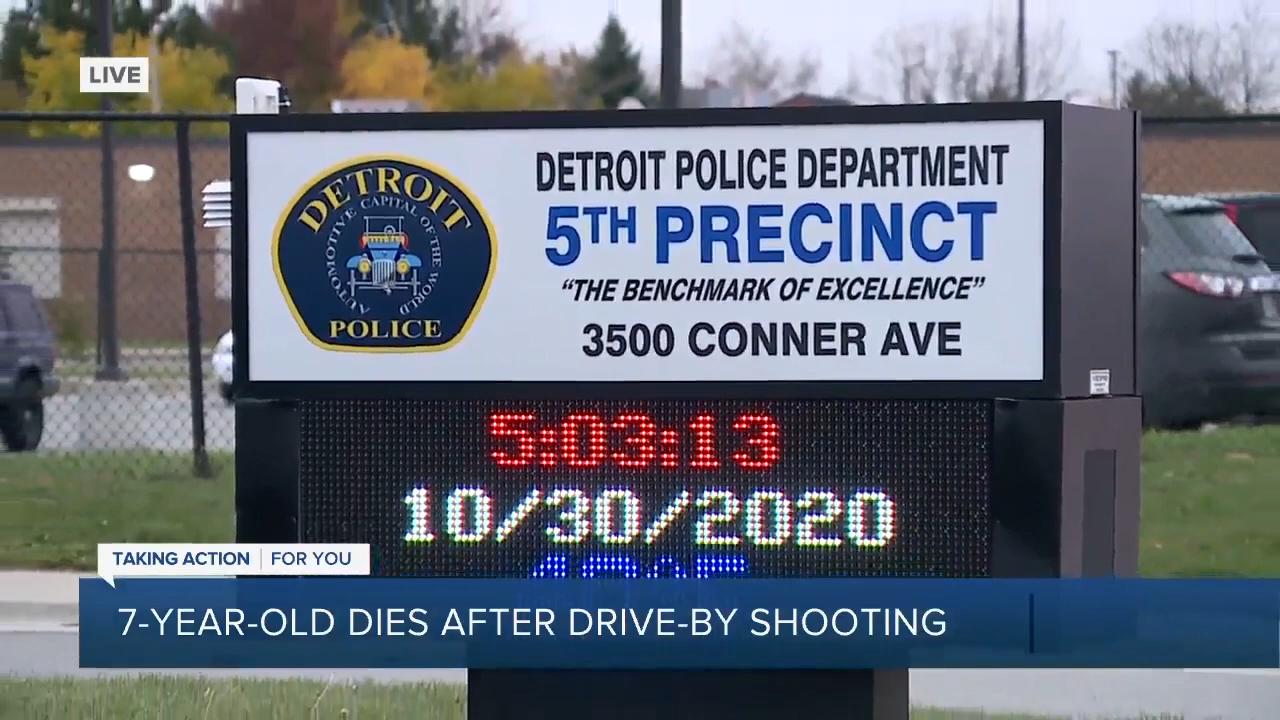 LIVE
DETROIT
AUTOMOTIVE CAPITAL OF THE WORLD
POLICE
DETROIT POLICE DEPARTMENT
5TH PRECINCT
“THE BENCHMARK OF EXCELLENCE”
3500 CONNER AVE
5:03:13
10/30/2020
TAKING ACTION FOR YOU
7-YEAR-OLD DIES AFTER DRIVE-BY SHOOTING